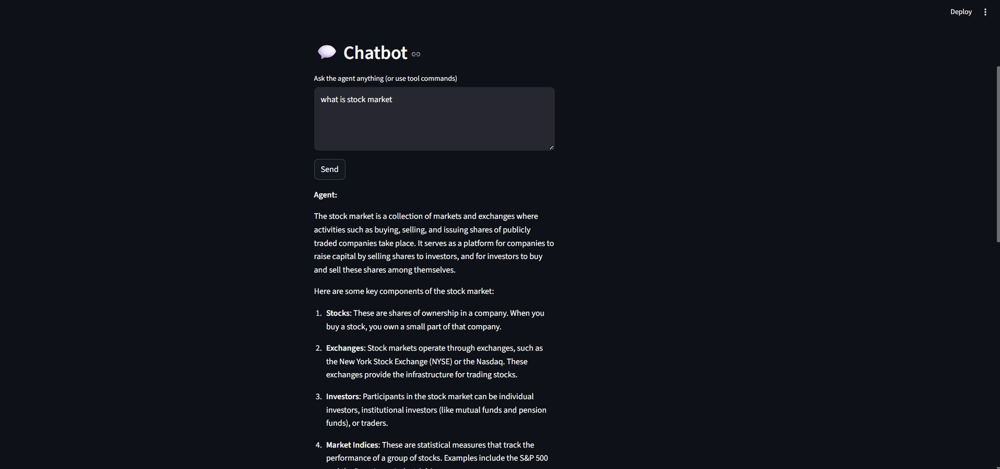 Deploy
Chatbot
Ask the agent anything (or use tool commands)
what is stock market
Send
Agent:
The stock market is a collection of markets and exchanges where
activities such as buying, selling, and issuing shares of publicly
traded companies take place. It serves as a platform for companies to
raise capital by selling shares to investors, and for investors to buy
and sell these shares among themselves.
Here are some key components of the stock market:
1. Stocks: These are shares of ownership in a company. When you
buy a stock, you own a small part of that company.
2. Exchanges: Stock markets operate through exchanges, such as
the New York Stock Exchange (NYSE) or the Nasdaq. These
exchanges provide the infrastructure for trading stocks.
3. Investors: Participants in the stock market can be individual
investors, institutional investors (like mutual funds and pension
funds), or traders.
4. Market Indices: These are statistical measures that track the
performance of a group of stocks. Examples include the S&P 500